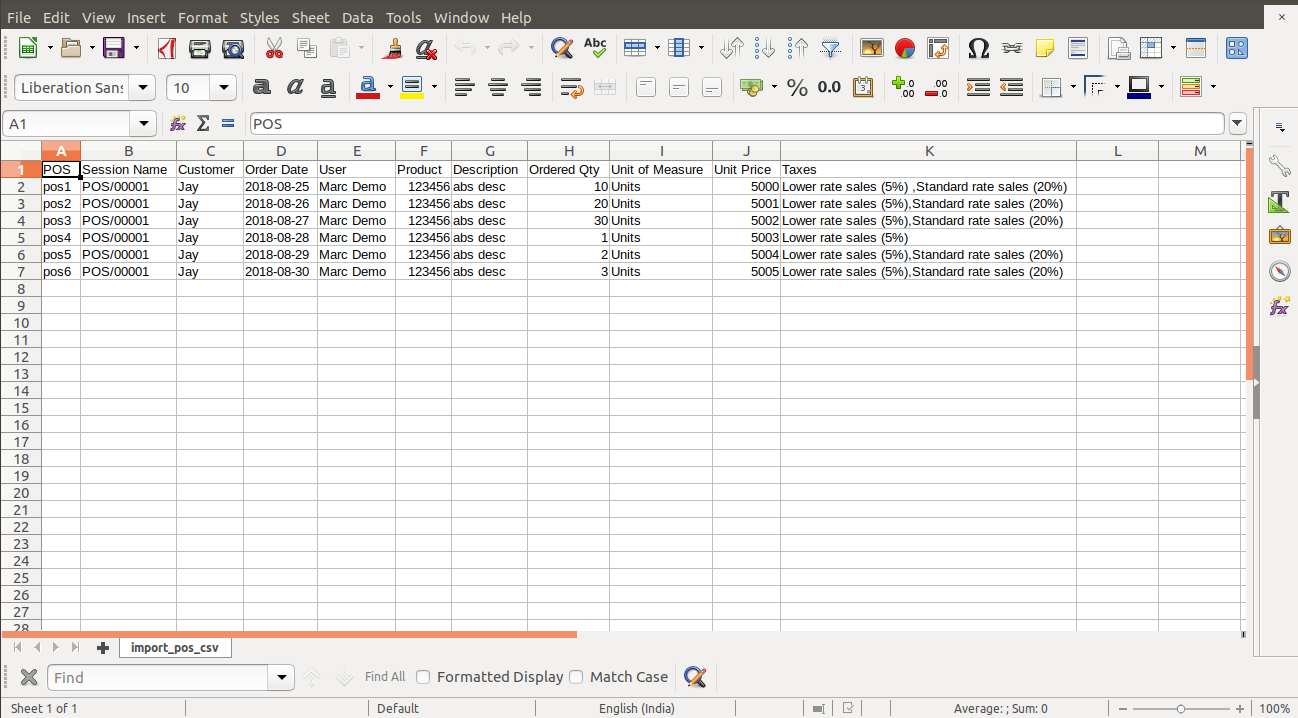 File Edit View Insert Format Styles Sheet Data Tools Window Help
Liberation Sans 10 a a a a % 0.0
A1 POS
A B C D E F G H I J K L M
1 POS Session Name Customer Order Date User Product Description Ordered Qty Unit of Measure Unit Price Taxes
2 pos1 POS/00001 Jay 2018-08-25 Marc Demo 123456 abs desc 10 Units 5000 Lower rate sales (5%) ,Standard rate sales (20%)
3 pos2 POS/00001 Jay 2018-08-26 Marc Demo 123456 abs desc 20 Units 5001 Lower rate sales (5%),Standard rate sales (20%)
4 pos3 POS/00001 Jay 2018-08-27 Marc Demo 123456 abs desc 30 Units 5002 Lower rate sales (5%),Standard rate sales (20%)
5 pos4 POS/00001 Jay 2018-08-28 Marc Demo 123456 abs desc 1 Units 5003 Lower rate sales (5%)
6 pos5 POS/00001 Jay 2018-08-29 Marc Demo 123456 abs desc 2 Units 5004 Lower rate sales (5%),Standard rate sales (20%)
7 pos6 POS/00001 Jay 2018-08-30 Marc Demo 123456 abs desc 3 Units 5005 Lower rate sales (5%),Standard rate sales (20%)
8
9
10
11
12
13
14
15
16
17
18
19
20
21
22
23
24
25
26
27
28
import_pos_csv
Find Find All Formatted Display Match Case
Sheet 1 of 1 Default English (India) Average: ; Sum: 0 100%